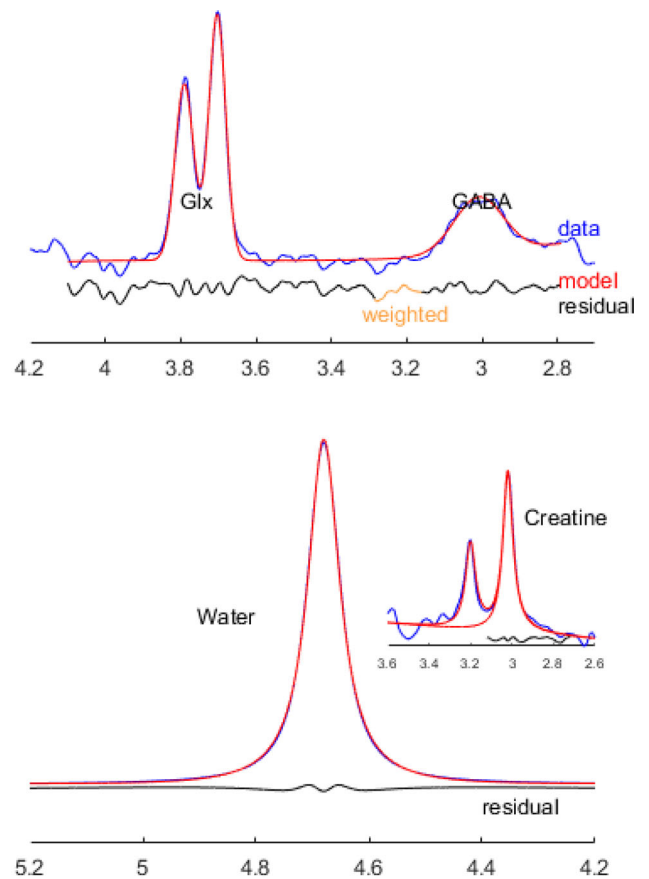 Glx
GABA
data
model
residual
weighted
4.2 4 3.8 3.6 3.4 3.2 3 2.8
Creatine
Water
3.6 3.4 3.2 3 2.8 2.6
residual
5.2 5 4.8 4.6 4.4 4.2